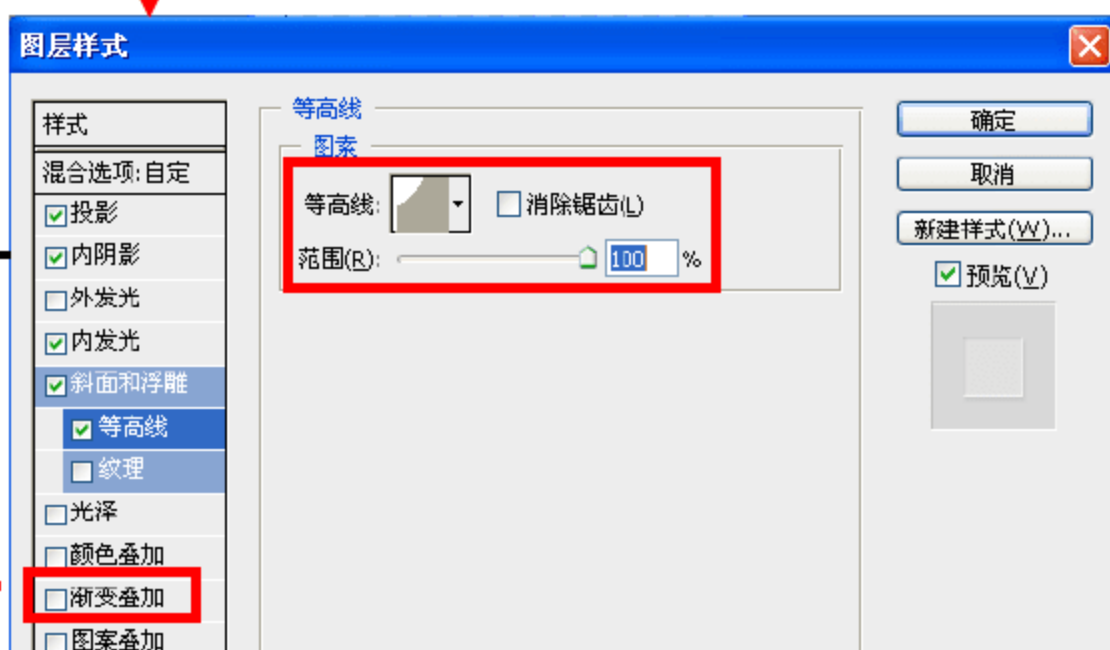 图层样式
样式
混合选项:自定
投影
内阴影
外发光
内发光
斜面和浮雕
等高线
纹理
光泽
颜色叠加
渐变叠加
图案叠加
等高线
图素
等高线:
消除锯齿(L)
范围(R): 100 %
确定
取消
新建样式(W)...
预览(V)